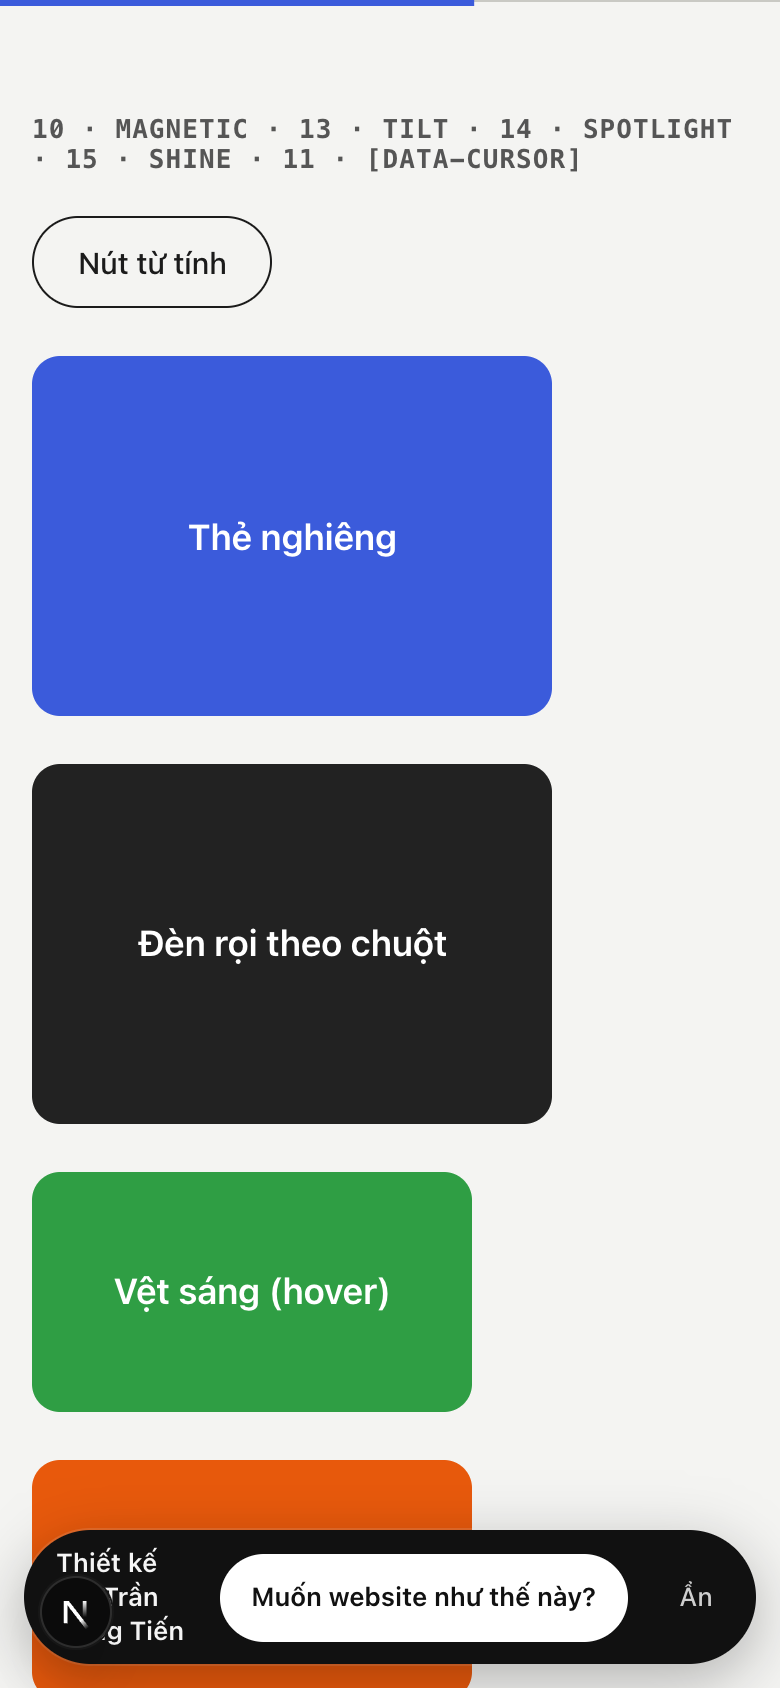 10 · MAGNETIC · 13 · TILT · 14 · SPOTLIGHT
· 15 · SHINE · 11 · [DATA–CURSOR]
Nút từ tính
Thẻ nghiêng
Đèn rọi theo chuột
Vệt sáng (hover)
Thiết kế
Trần
Tiến
Muốn website như thế này?
Ẩn
N